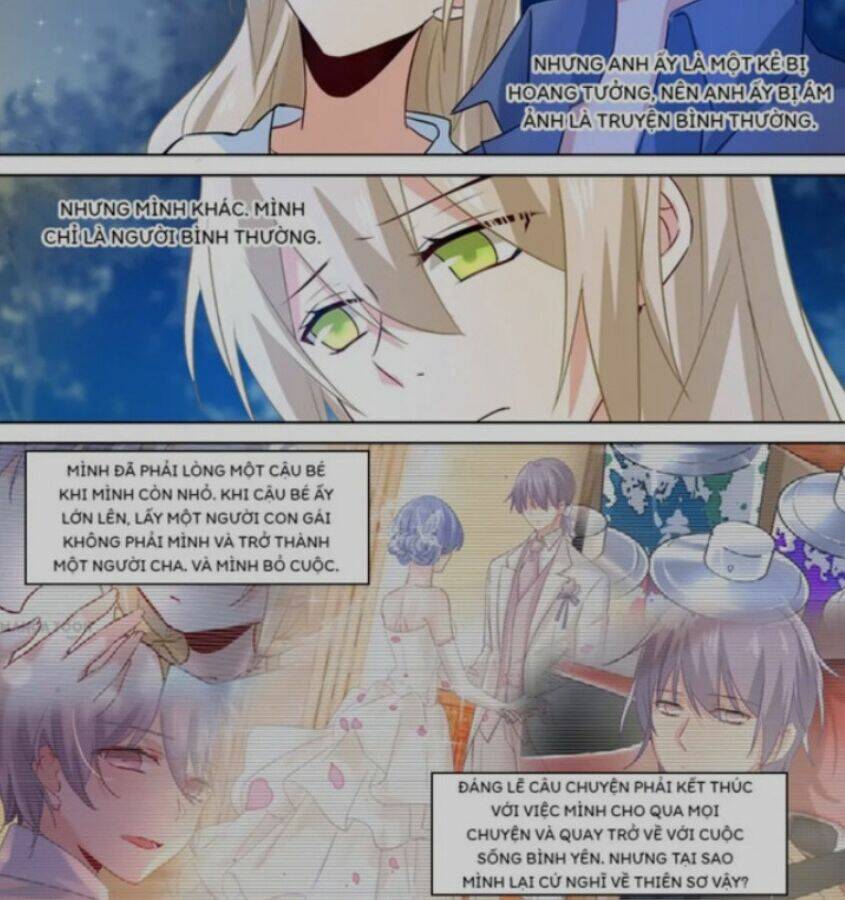 NHƯNG ANH ẤY LÀ MỘT KẺ BỊ
HOANG TƯỞNG, NÊN ANH ẤY BỊ ÁM
ẢNH LÀ TRUYỆN BÌNH THƯỜNG.
NHƯNG MÌNH KHÁC. MÌNH
CHỈ LÀ NGƯỜI BÌNH THƯỜNG.
MÌNH ĐÃ PHẢI LÒNG MỘT CẬU BÉ
KHI MÌNH CÒN NHỎ. KHI CẬU BÉ ẤY
LỚN LÊN, LẤY MỘT NGƯỜI CON GÁI
KHÔNG PHẢI MÌNH VÀ TRỞ THÀNH
MỘT NGƯỜI CHA. VÀ MÌNH BỎ CUỘC.
MANGATOON
ĐÁNG LẼ CÂU CHUYỆN PHẢI KẾT THÚC
VỚI VIỆC MÌNH CHO QUA MỌI
CHUYỆN VÀ QUAY TRỞ VỀ VỚI CUỘC
SỐNG BÌNH YÊN. NHƯNG TẠI SAO
MÌNH LẠI CỨ NGHĨ VỀ THIÊN SƠ VẬY?